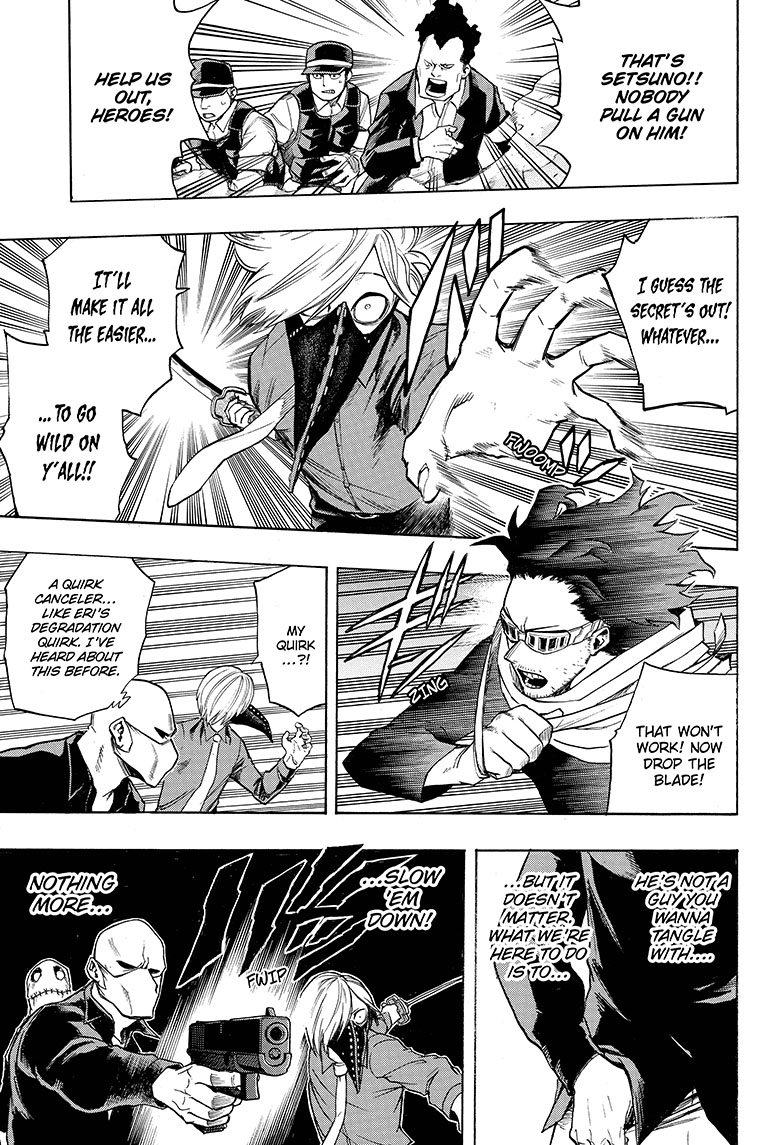 THAT'S
SETSUNO!!
NOBODY
PULL A GUN
ON HIM!
HELP US
OUT,
HEROES!
I GUESS THE
SECRET'S OUT!
WHATEVER...
IT'LL
MAKE IT ALL
THE EASIER...
...TO GO
WILD ON
Y'ALL!!
FWOOMP
ZING
THAT WON'T
WORK! NOW
DROP THE
BLADE!
MY
QUIRK
...?!
A QUIRK
CANCELER...
LIKE ERI'S
DEGRADATION
QUIRK. I'VE
HEARD ABOUT
THIS BEFORE.
HE'S NOT A
GUY YOU
WANNA
TANGLE
WITH....
...BUT IT
DOESN'T
MATTER.
WHAT WE'RE
HERE TO DO
IS TO...
...SLOW
'EM
DOWN!
FWIP
NOTHING
MORE...